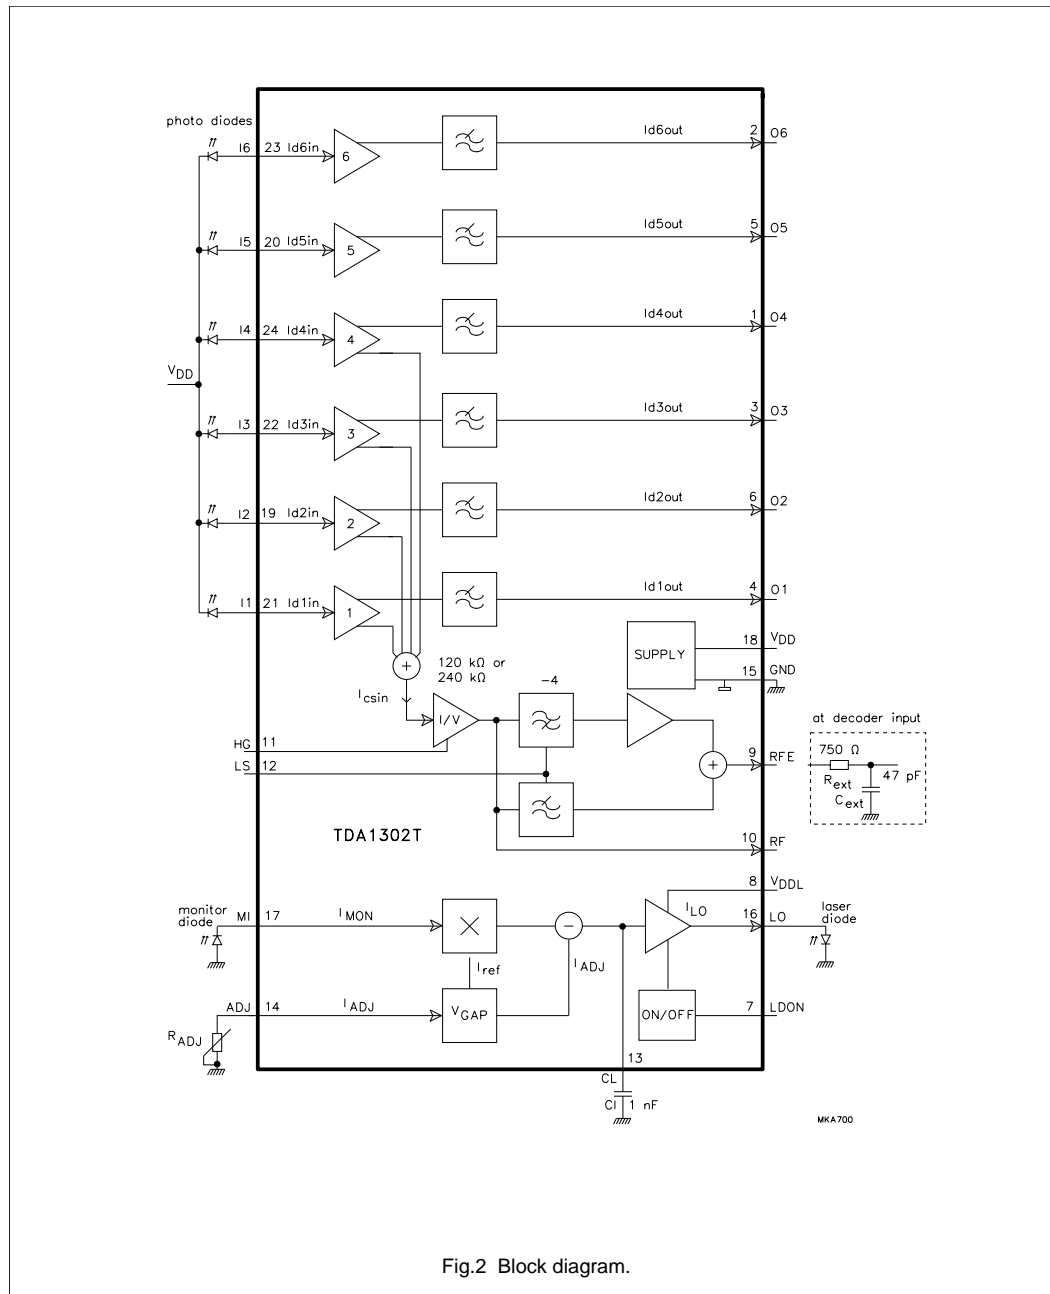 photo diodes
I6 23 Id6in 6 Id6out 2 O6
I5 20 Id5in 5 Id5out 5 O5
I4 24 Id4in 4 Id4out 1 O4
VDD
I3 22 Id3in 3 Id3out 3 O3
I2 19 Id2in 2 Id2out 6 O2
I1 21 Id1in 1 Id1out 4 O1
SUPPLY 18 VDD
15 GND
+
120 kΩ or
240 kΩ
-4
Icsin
I/V
at decoder input
HG 11
LS 12
+
9 RFE
750 Ω
Rext
47 pF
Cext
TDA1302T
10 RF
8 VDDL
monitor
diode
MI 17 IMON × − ILO 16 LO
laser
diode
Iref
IADJ
ADJ 14 IADJ VGAP ON/OFF 7 LDON
RADJ
13
CL
Cl 1 nF
MKA700
Fig.2 Block diagram.